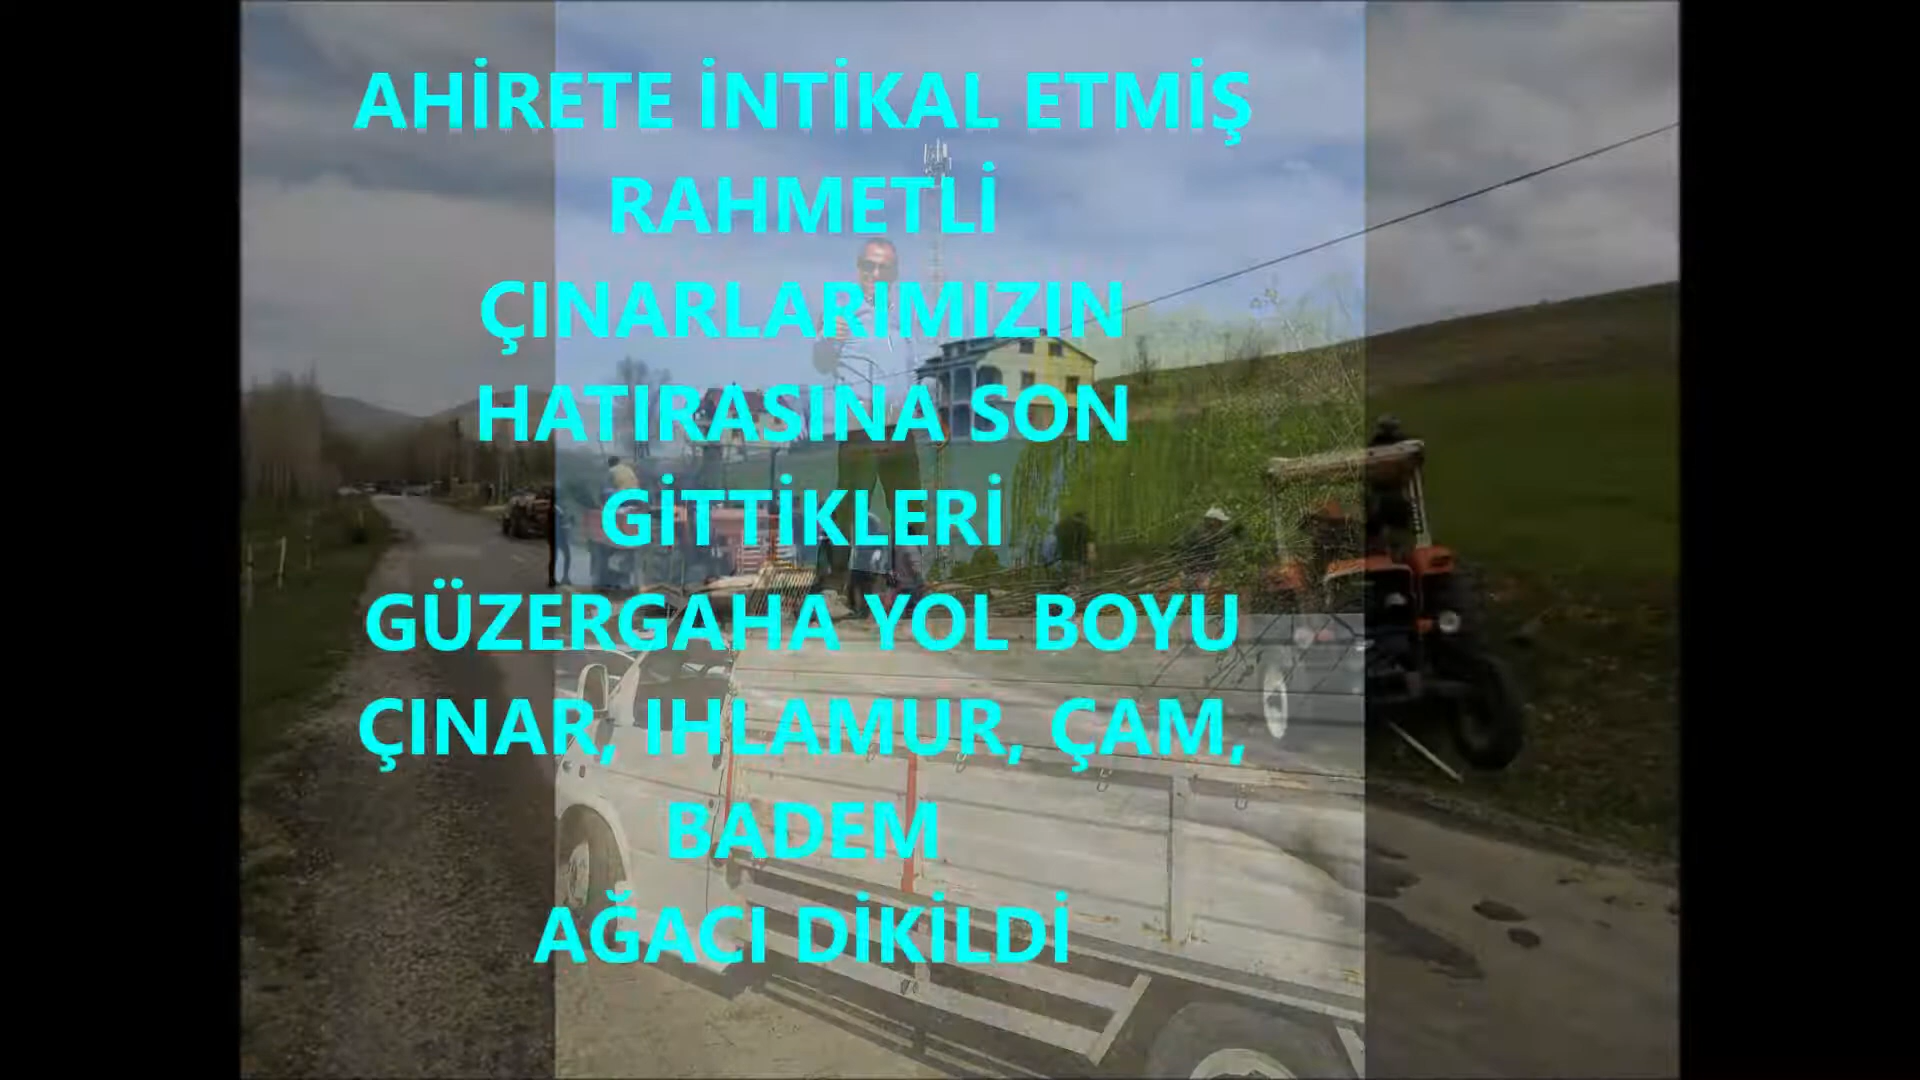 AHİRETE İNTİKAL ETMİŞ
RAHMETLİ
ÇINARLARIMIZIN
HATIRASINA SON
GİTTİKLERİ
GÜZERGAHA YOL BOYU
ÇINAR, IHLAMUR, ÇAM,
BADEM
AĞACI DİKİLDİ